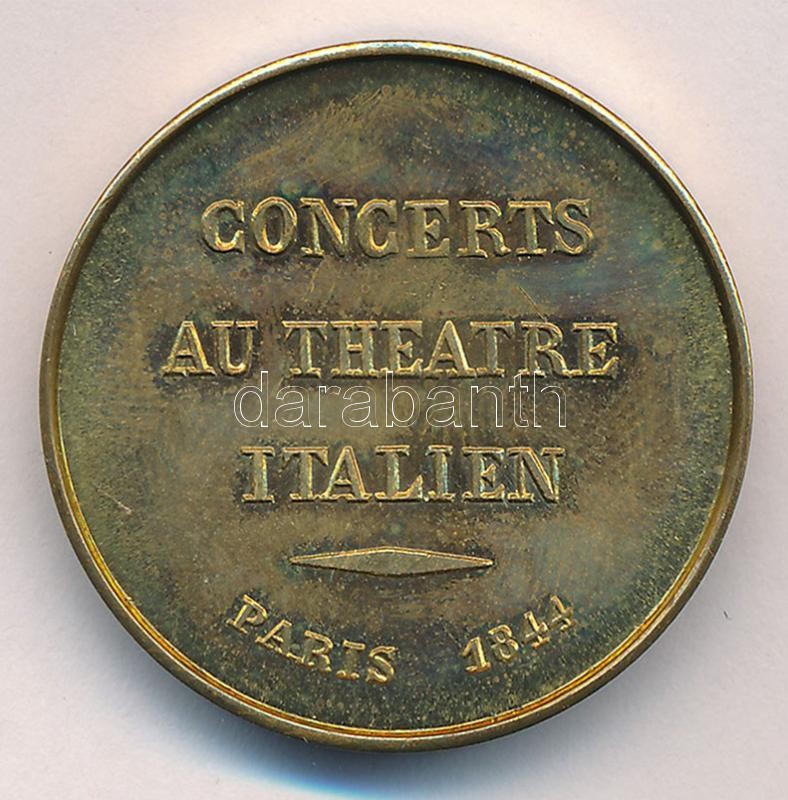 CONCERTS
AU THEATRE
darabanth
ITALIEN
PARIS 1844